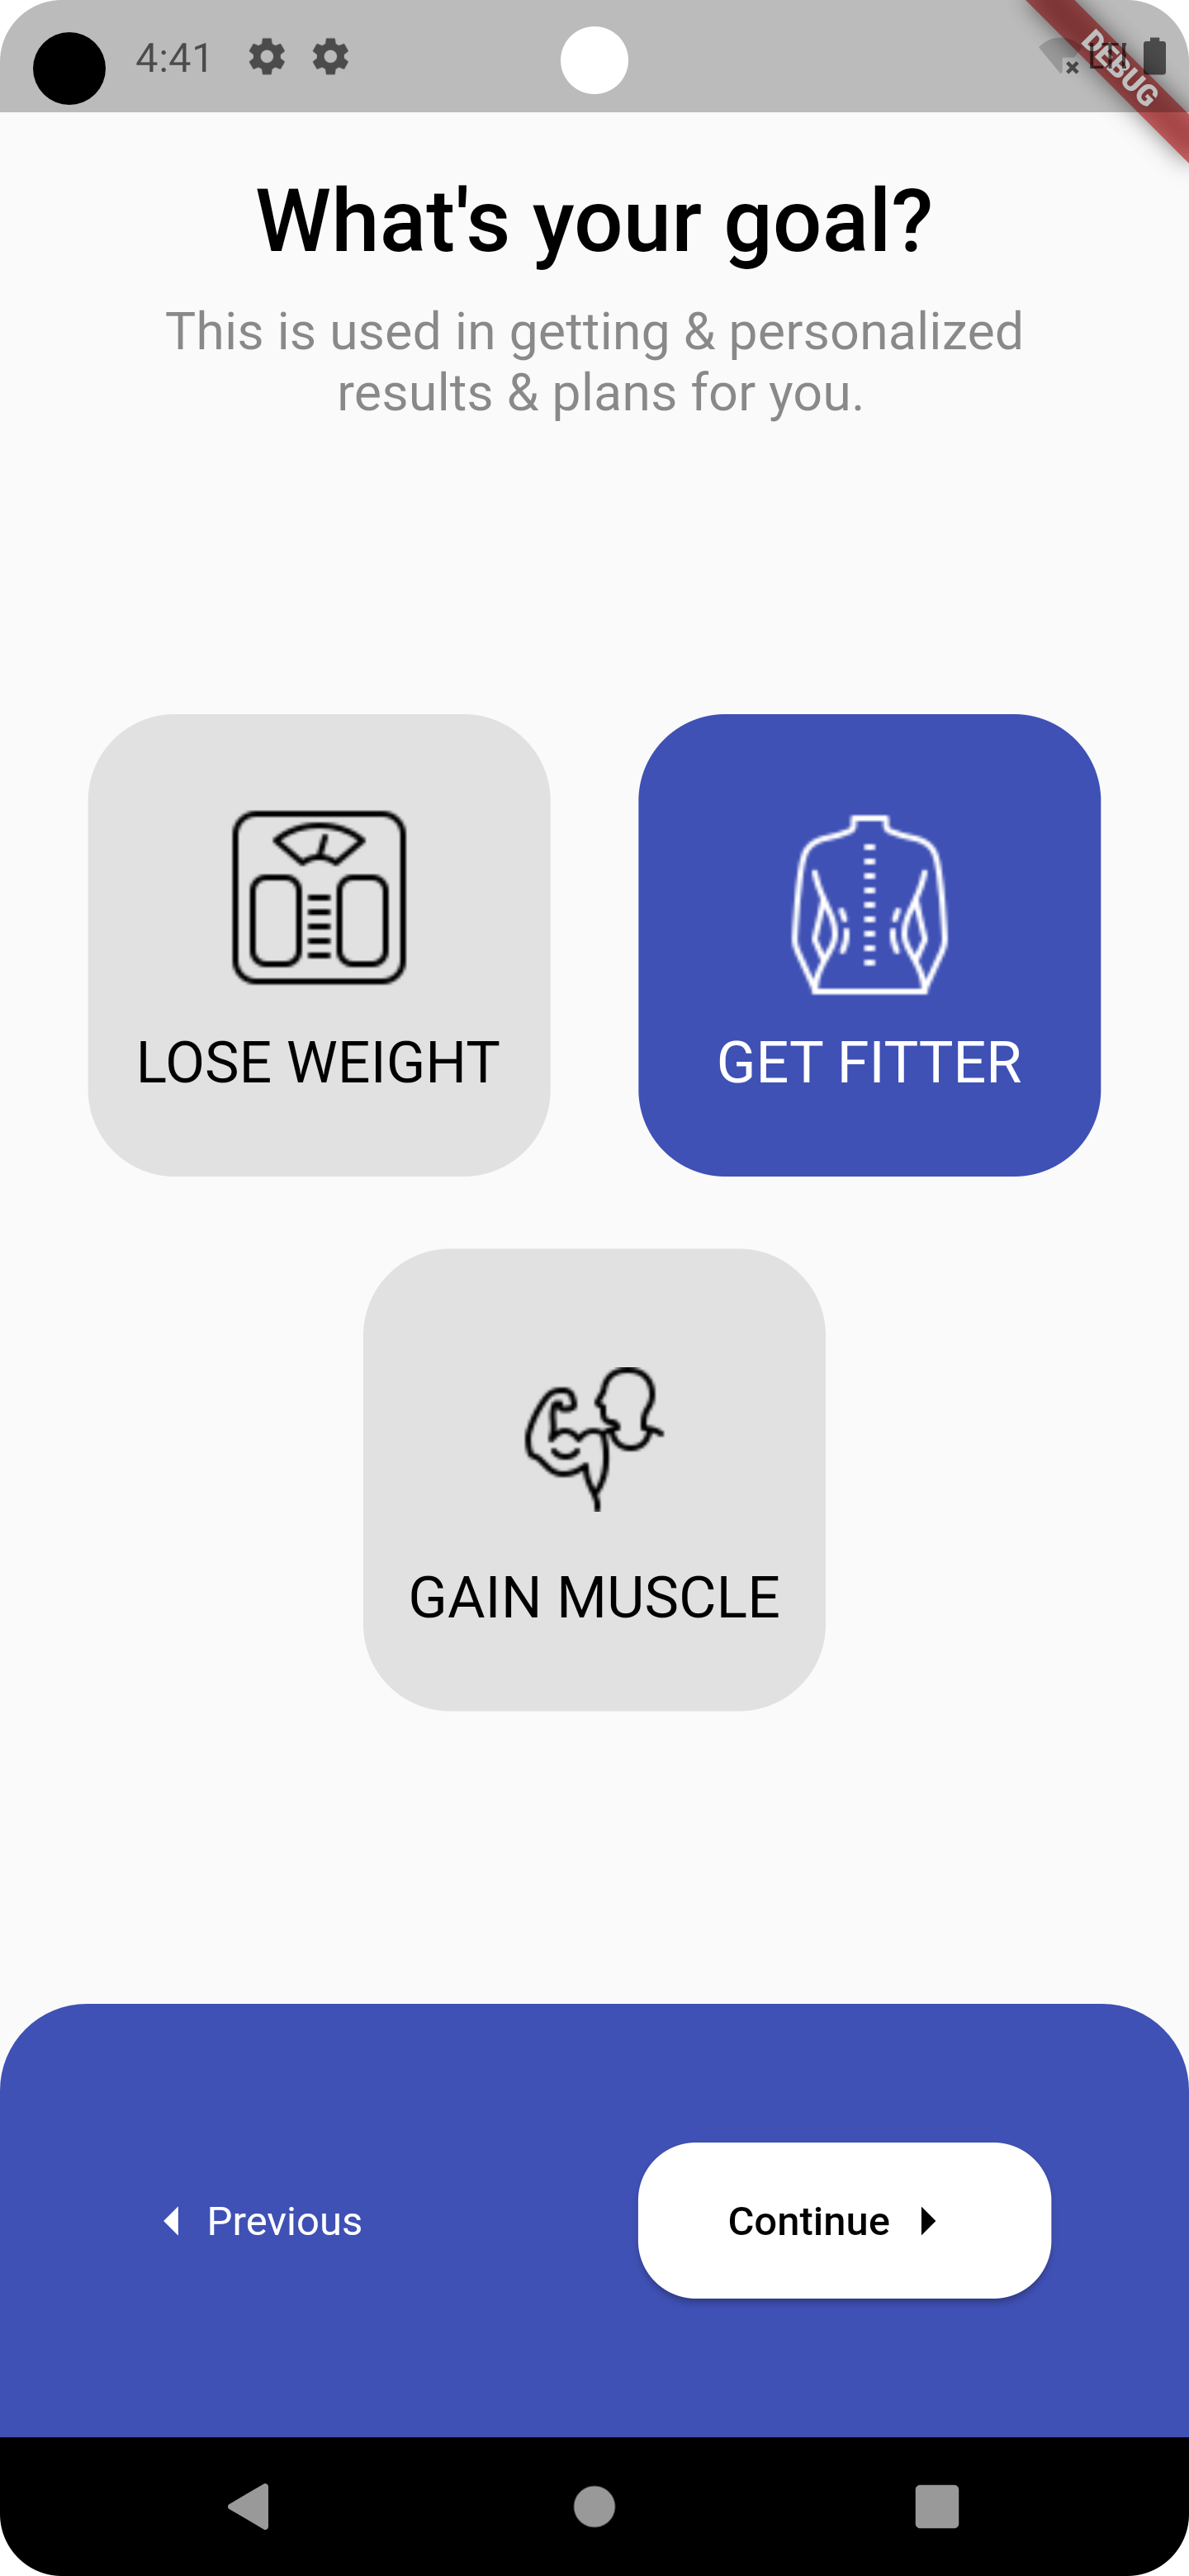 4:41
DEBUG
What's your goal?
This is used in getting & personalized
results & plans for you.
LOSE WEIGHT
GET FITTER
GAIN MUSCLE
Previous
Continue